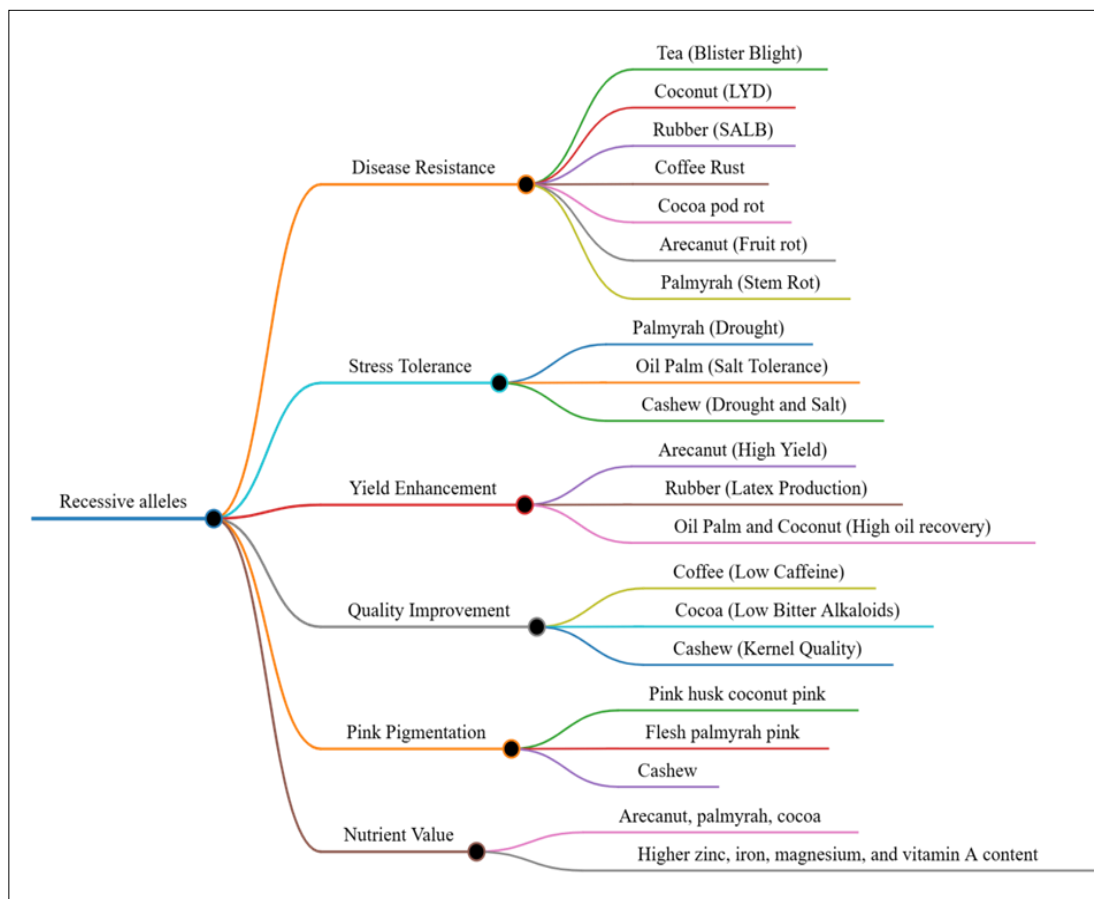 Recessive alleles
Disease Resistance
Tea (Blister Blight)
Coconut (LYD)
Rubber (SALB)
Coffee Rust
Cocoa pod rot
Arecanut (Fruit rot)
Palmyrah (Stem Rot)
Stress Tolerance
Palmyrah (Drought)
Oil Palm (Salt Tolerance)
Cashew (Drought and Salt)
Yield Enhancement
Arecanut (High Yield)
Rubber (Latex Production)
Oil Palm and Coconut (High oil recovery)
Quality Improvement
Coffee (Low Caffeine)
Cocoa (Low Bitter Alkaloids)
Cashew (Kernel Quality)
Pink Pigmentation
Pink husk coconut pink
Flesh palmyrah pink
Cashew
Nutrient Value
Arecanut, palmyrah, cocoa
Higher zinc, iron, magnesium, and vitamin A content